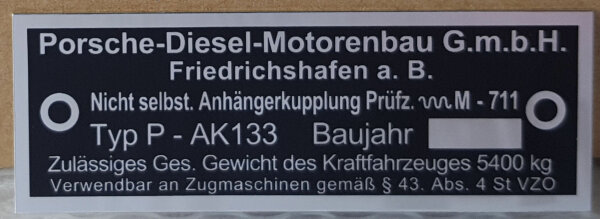 Porsche-Diesel-Motorenbau G.m.b.H.
Friedrichshafen a. B.
Nicht selbst. Anhängerkupplung Prüfz. M - 711
Typ P - AK133 Baujahr
Zulässiges Ges. Gewicht des Kraftfahrzeuges 5400 kg
Verwendbar an Zugmaschinen gemäß § 43. Abs. 4 St VZO